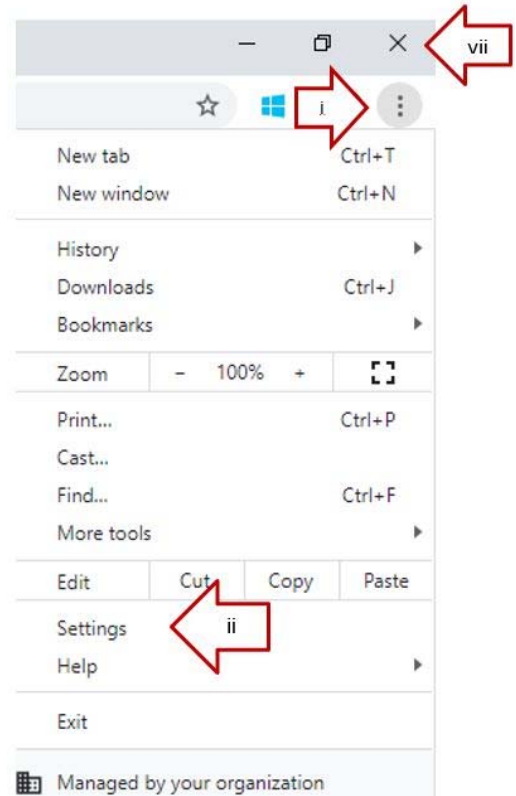 vii
i
New tab Ctrl+T
New window Ctrl+N
History
Downloads Ctrl+J
Bookmarks
Zoom - 100% +
Print... Ctrl+P
Cast...
Find... Ctrl+F
More tools
Edit Cut Copy Paste
Settings ii
Help
Exit
Managed by your organization